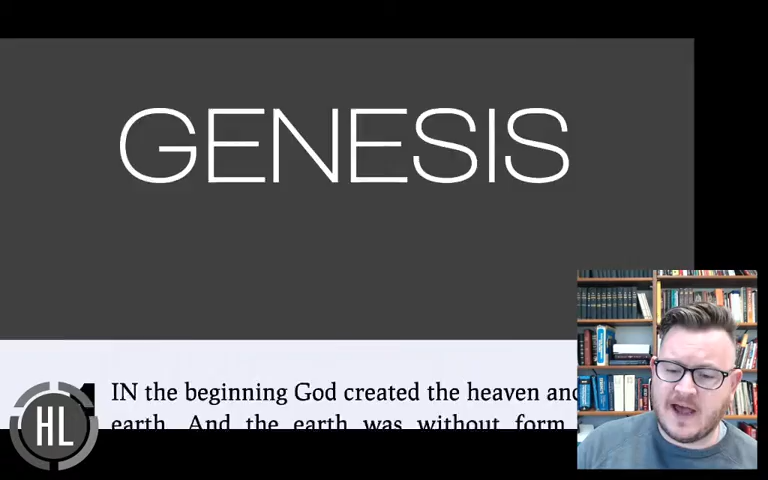 GENESIS
IN the beginning God created the heaven and
earth. And the earth was without form
HL